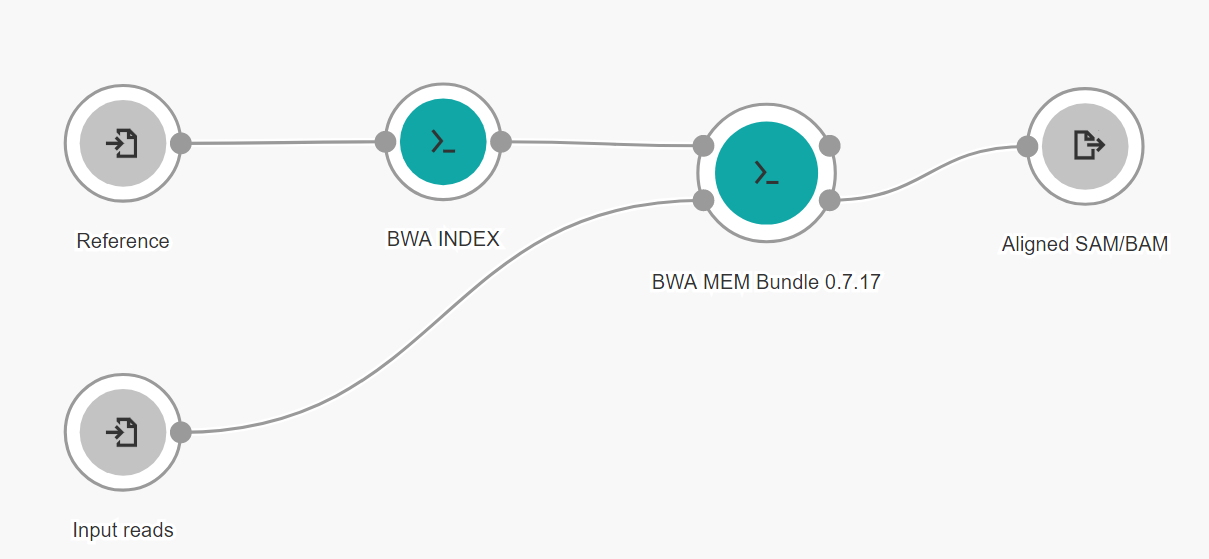 Reference
BWA INDEX
BWA MEM Bundle 0.7.17
Aligned SAM/BAM
Input reads